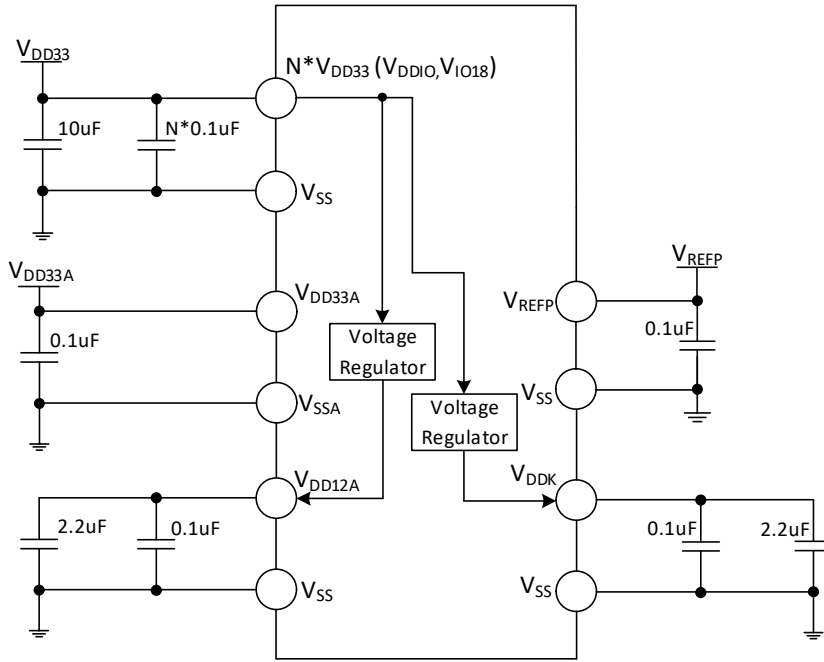 VDD33
N*VDD33 (VDDIO,VIO18)
10uF
N*0.1uF
VSS
VDD33A
VDD33A
VREFP
VREFP
0.1uF
Voltage
Regulator
0.1uF
VSSA
Voltage
Regulator
VSS
VDD12A
VDDK
2.2uF
0.1uF
0.1uF
2.2uF
VSS
VSS